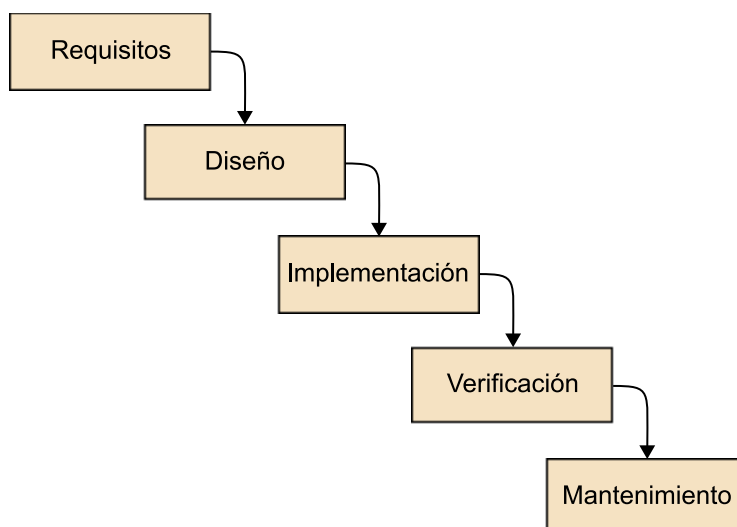 Requisitos
Diseño
Implementación
Verificación
Mantenimiento